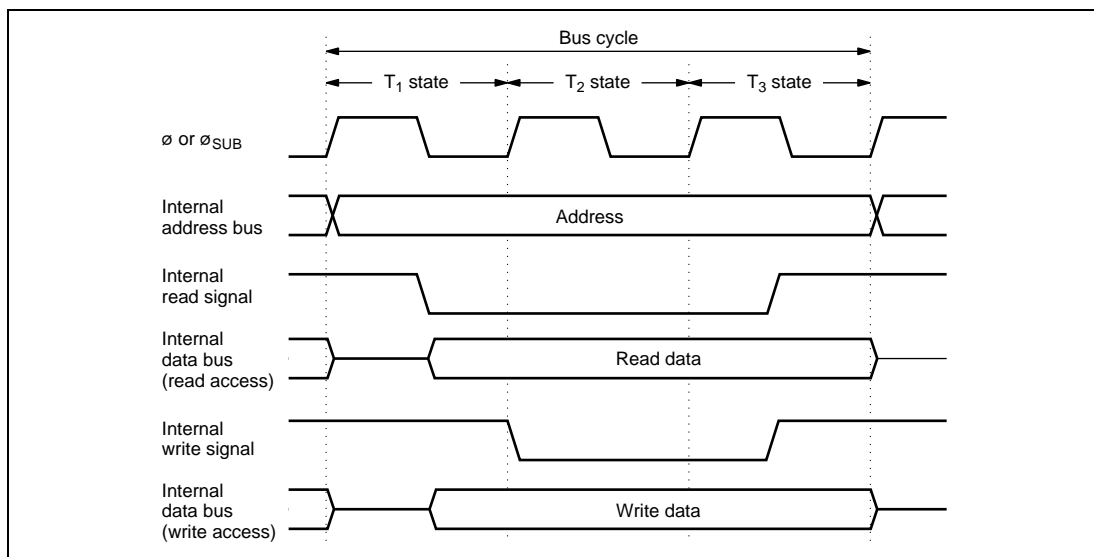 Bus cycle
T1 state
T2 state
T3 state
ø or øSUB
Internal
address bus
Address
Internal
read signal
Internal
data bus
(read access)
Read data
Internal
write signal
Internal
data bus
(write access)
Write data